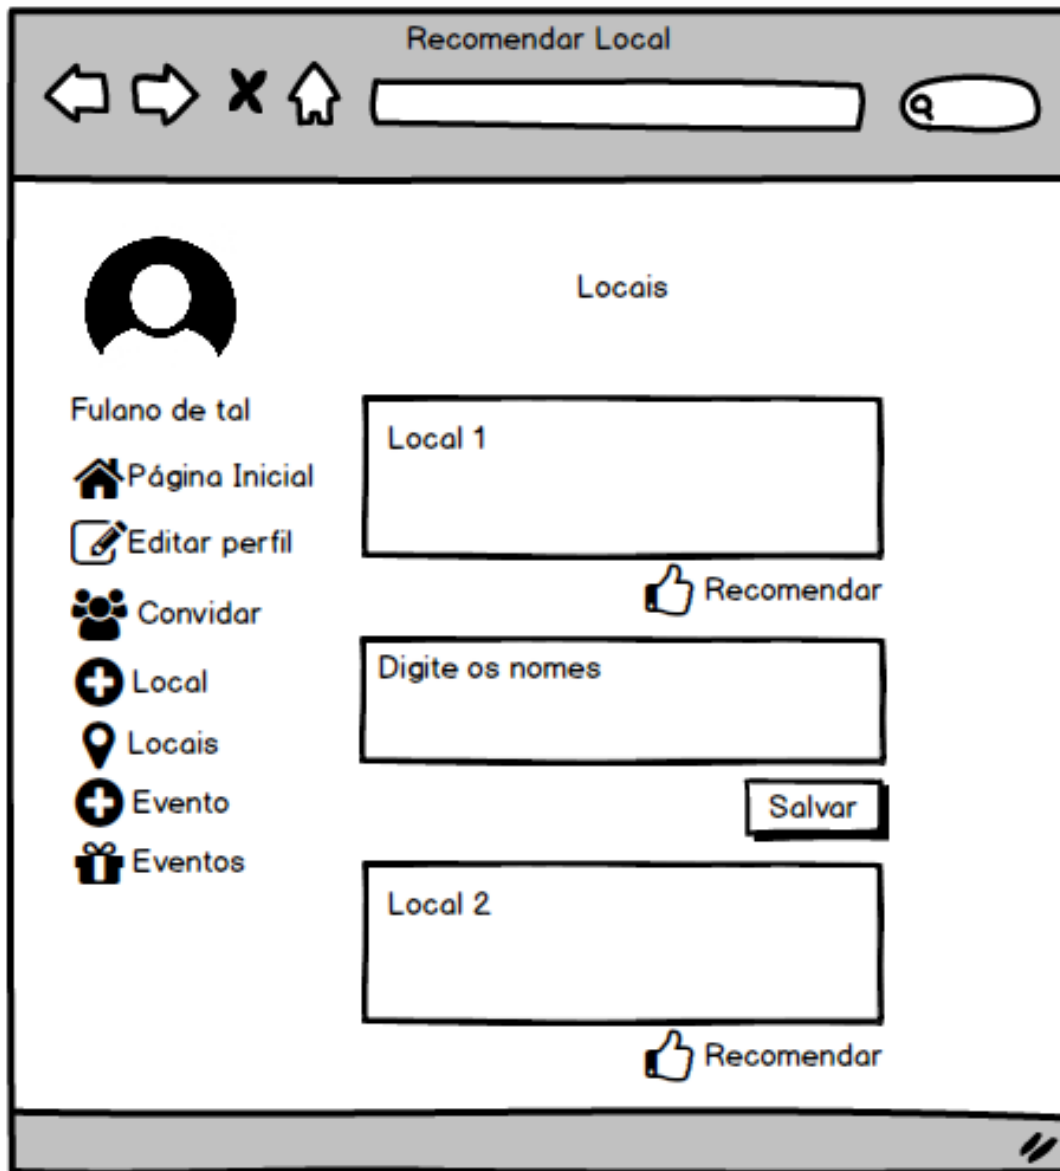 Recomendar Local
Locais
Fulano de tal
Página Inicial
Editar perfil
Convidar
Local
Locais
Evento
Eventos
Local 1
Recomendar
Digite os nomes
Salvar
Local 2
Recomendar